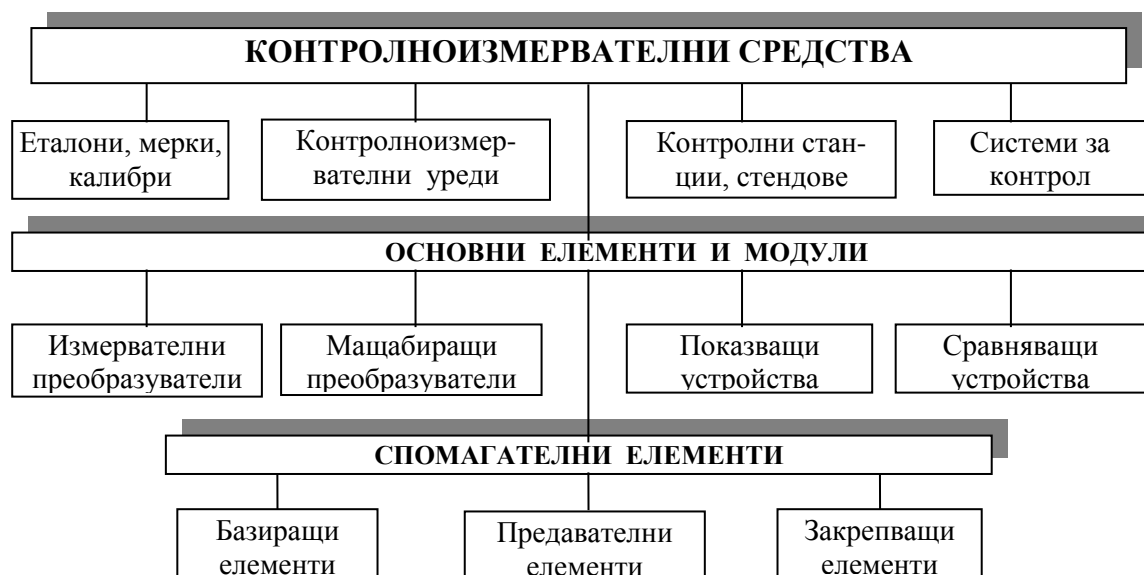 КОНТРОЛНОИЗМЕРВАТЕЛНИ СРЕДСТВА
Еталони, мерки,
калибри
Контролноизмер-
вателни уреди
Контролни стан-
ции, стендове
Системи за
контрол
ОСНОВНИ ЕЛЕМЕНТИ И МОДУЛИ
Измервателни
преобразуватели
Мащабиращи
преобразуватели
Показващи
устройства
Сравняващи
устройства
СПОМАГАТЕЛНИ ЕЛЕМЕНТИ
Базиращи
елементи
Предавателни
елементи
Закрепващи
елементи